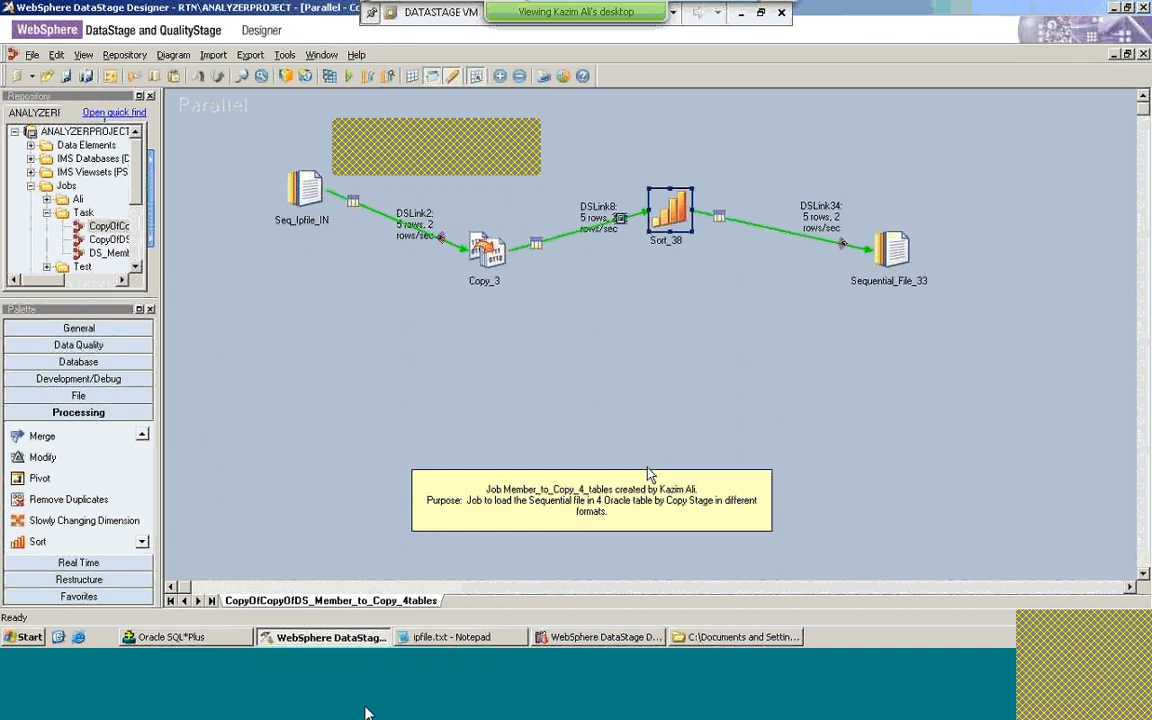 WebSphere DataStage Designer - RTN\ANALYZERPROJECT - [Parallel - Co
DATASTAGE VM
Viewing Kazim Ali's desktop
WebSphere DataStage and QualityStage Designer
File Edit View Repository Diagram Import Export Tools Window Help
Repository
Parallel
ANALYZERF Open quick find
ANALYZERPROJECT
Data Elements
IMS Databases (D
IMS Viewsets (PS
Jobs
Ali
Task
CopyOfCc
CopyOfDS
DS_Memb
Test
Seq_Ipfile_IN
DSLink2:
5 rows, 2
rows/sec
Copy_3
DSLink8:
5 rows, 2
rows/sec
Sort_38
DSLink34:
5 rows, 2
rows/sec
Sequential_File_33
Palette
General
Data Quality
Database
Development/Debug
File
Processing
Merge
Modify
Pivot
Remove Duplicates
Slowly Changing Dimension
Sort
Real Time
Restructure
Favorites
Job Member_to_Copy_4_tables created by Kazim Ali.
Purpose: Job to load the Sequential file in 4 Oracle table by Copy Stage in different
formats.
CopyOfCopyOfDS_Member_to_Copy_4tables
Ready
Start
Oracle SQL*Plus
WebSphere DataStag...
ipfile.txt - Notepad
WebSphere DataStage D...
C:\Documents and Settin...